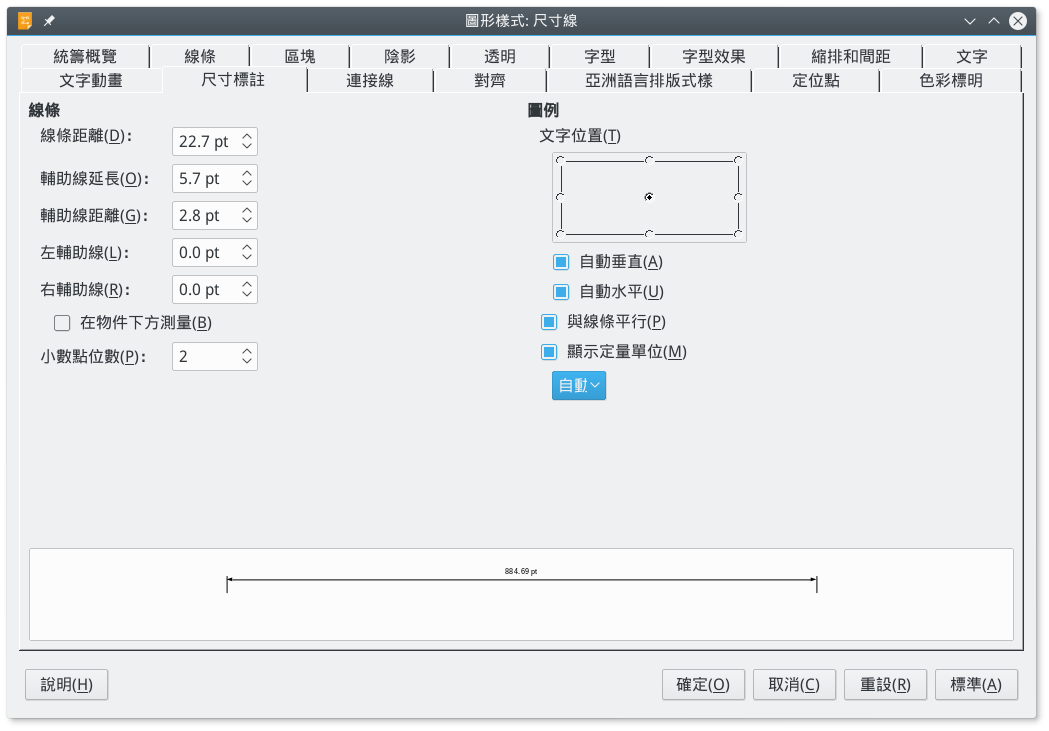 圖形樣式: 尺寸線
統籌概覽 線條 區塊 陰影 透明 字型 字型效果 縮排和間距 文字
文字動畫 尺寸標註 連接線 對齊 亞洲語言排版式樣 定位點 色彩標明
線條
線條距離(D): 22.7 pt
輔助線延長(O): 5.7 pt
輔助線距離(G): 2.8 pt
左輔助線(L): 0.0 pt
右輔助線(R): 0.0 pt
在物件下方測量(B)
小數點位數(P): 2
圖例
文字位置(T)
自動垂直(A)
自動水平(U)
與線條平行(P)
顯示定量單位(M)
自動
884.69 pt
說明(H) 確定(O) 取消(C) 重設(R) 標準(A)